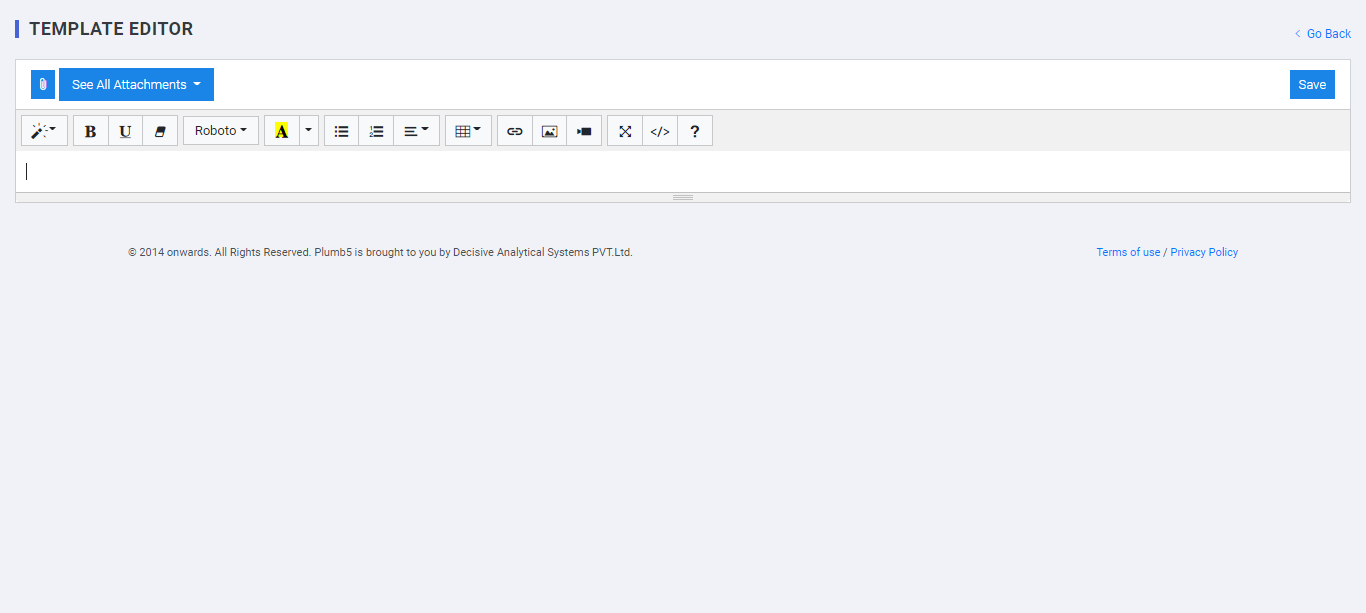 TEMPLATE EDITOR
Go Back
See All Attachments
Save
B U Roboto A </> ?
© 2014 onwards. All Rights Reserved. Plumb5 is brought to you by Decisive Analytical Systems PVT.Ltd.
Terms of use / Privacy Policy